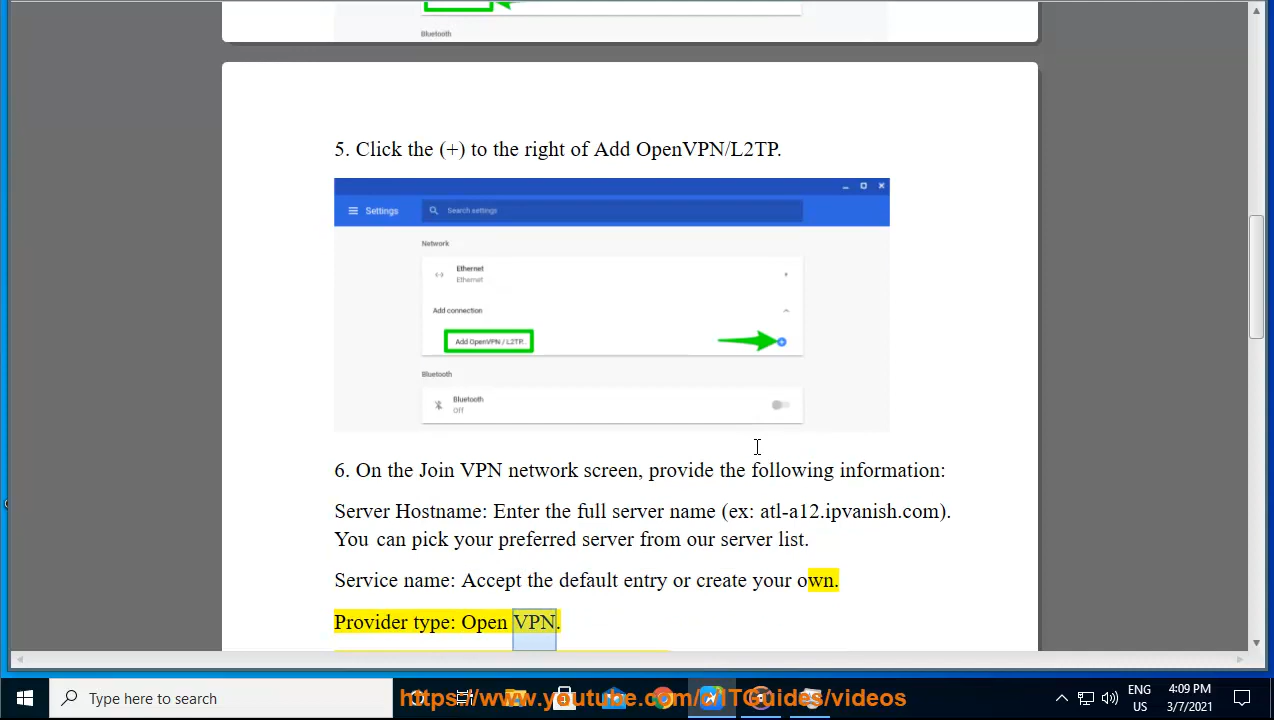 Bluetooth
5. Click the (+) to the right of Add OpenVPN/L2TP.
Settings
Search settings
Network
Ethernet
Ethernet
Add connection
Add OpenVPN / L2TP...
Bluetooth
Bluetooth
Off
6. On the Join VPN network screen, provide the following information:
Server Hostname: Enter the full server name (ex: atl-a12.ipvanish.com).
You can pick your preferred server from our server list.
Service name: Accept the default entry or create your own.
Provider type: Open VPN.
Type here to search
https://www.youtube.com/c/ITGuides/videos
ENG
US
4:09 PM
3/7/2021